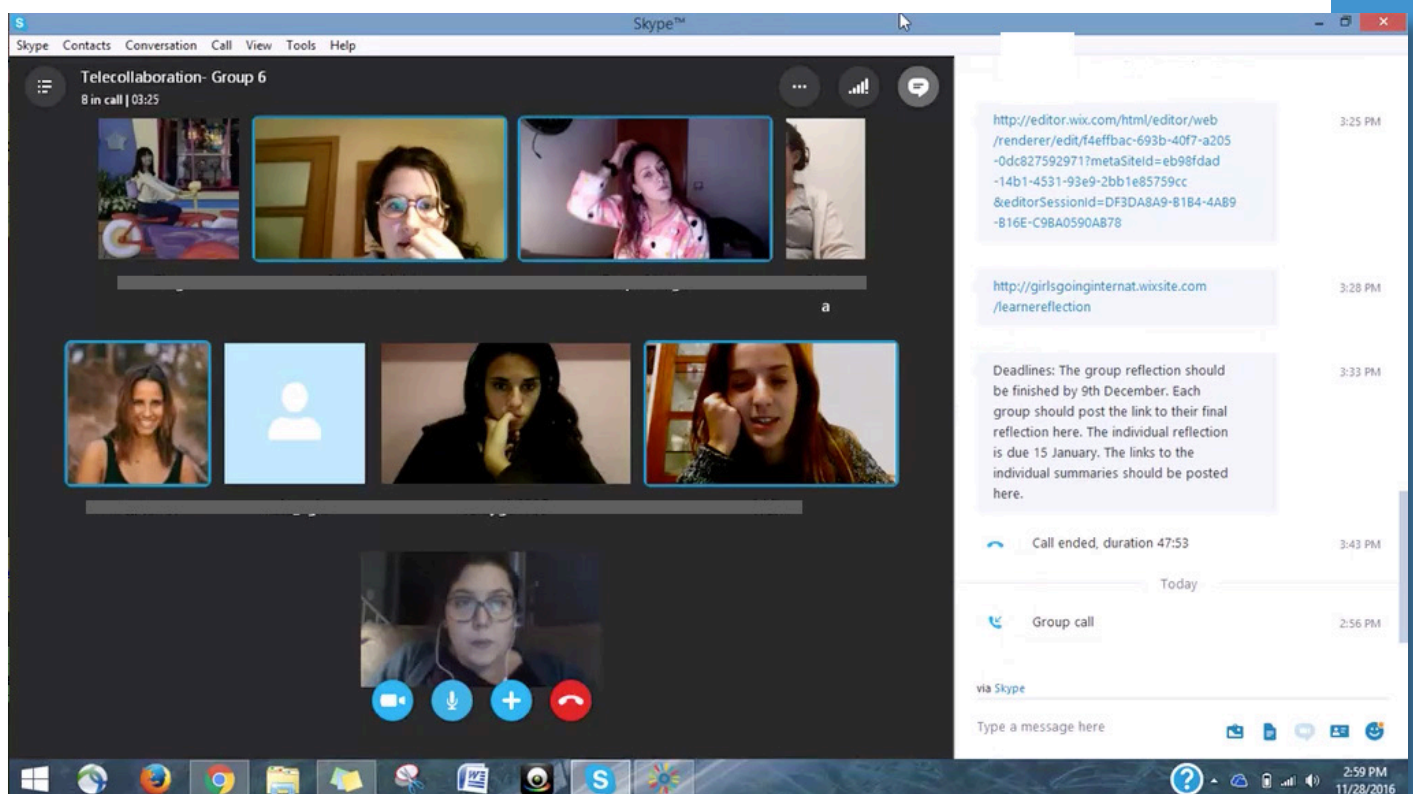 S
Skype™
Skype Contacts Conversation Call View Tools Help
Telecollaboration- Group 6
8 in call | 03:25
a
http://editor.wix.com/html/editor/web
/renderer/edit/f4effbac-693b-40f7-a205
-0dc827592971?metaSiteId=eb98fdad
-14b1-4531-93e9-2bb1e85759cc
&editorSessionId=DF3DA8A9-B1B4-4AB9
-B16E-C9BA0590AB78
3:25 PM
http://girlsgoinginternat.wixsite.com
/learnereflection
3:28 PM
Deadlines: The group reflection should
be finished by 9th December. Each
group should post the link to their final
reflection here. The individual reflection
is due 15 January. The links to the
individual summaries should be posted
here.
3:33 PM
Call ended, duration 47:53
3:43 PM
Today
Group call
2:56 PM
via Skype
Type a message here
S
2:59 PM
11/28/2016